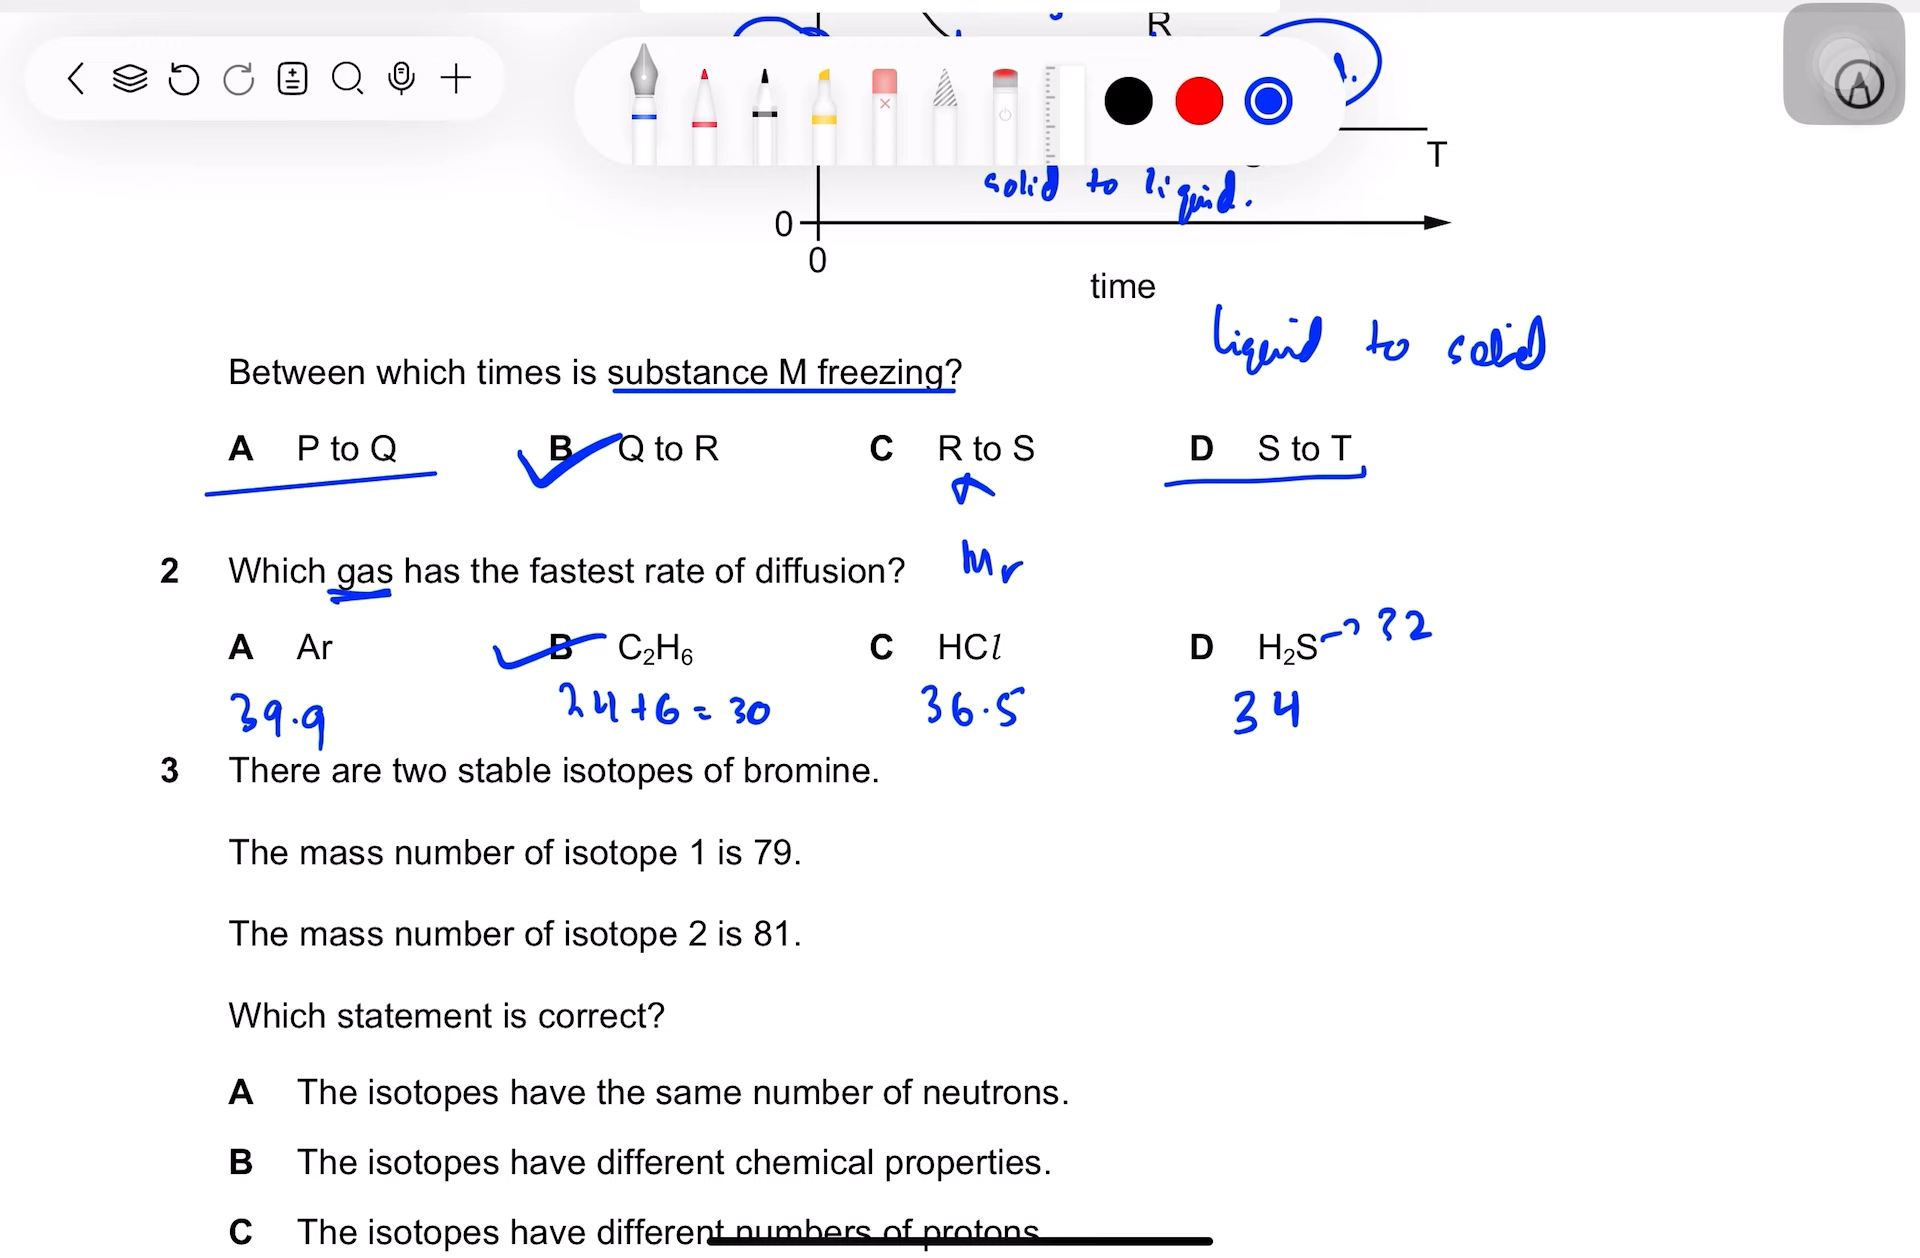 R
T
solid to liquid.
0
0
time
liquid to solid
Between which times is substance M freezing?
A P to Q B Q to R C R to S D S to T
Mr
2 Which gas has the fastest rate of diffusion?
A Ar B C₂H₆ C HCl D H₂S → 32
39.9 24+6 = 30 36.5 34
3 There are two stable isotopes of bromine.
The mass number of isotope 1 is 79.
The mass number of isotope 2 is 81.
Which statement is correct?
A The isotopes have the same number of neutrons.
B The isotopes have different chemical properties.
C The isotopes have different numbers of protons